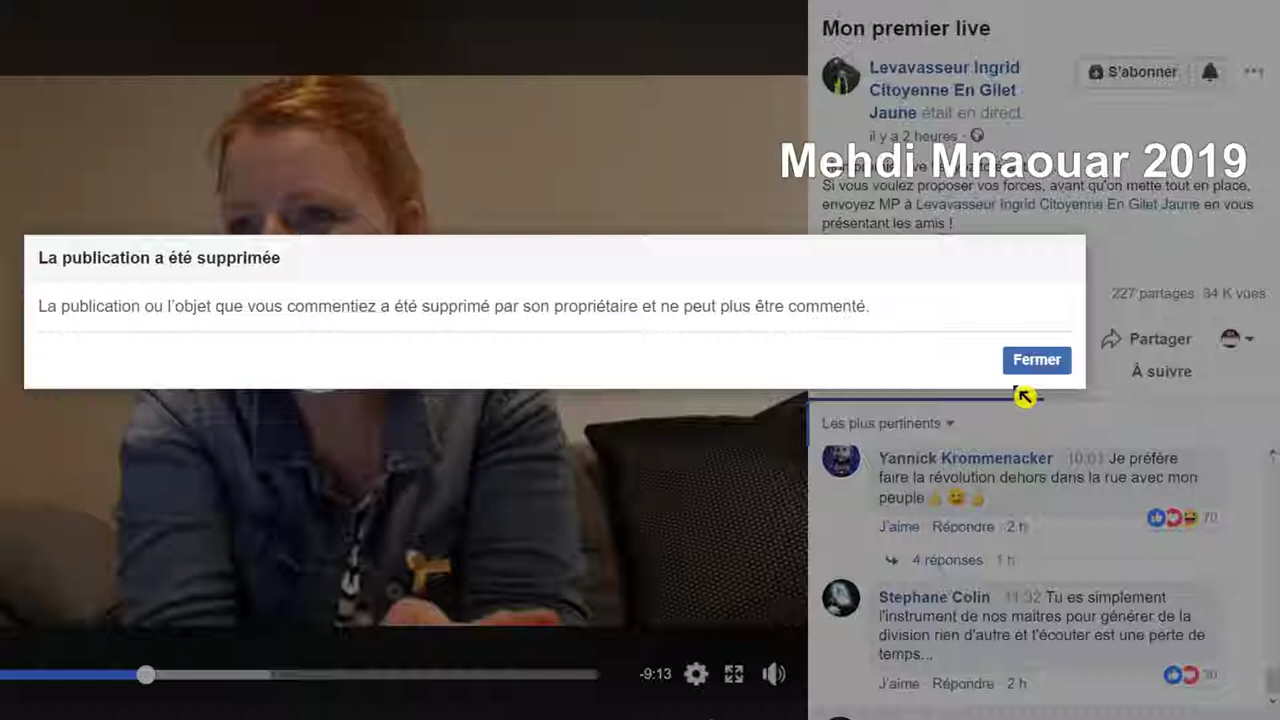 Mon premier live
Levavasseur Ingrid
Citoyenne En Gilet
Jaune était en direct.
S'abonner
il y a 2 heures ·
Mehdi Mnaouar 2019
Si vous voulez proposer vos forces, avant qu'on mette tout en place,
envoyez MP à Levavasseur Ingrid Citoyenne En Gilet Jaune en vous
présentant les amis !
La publication a été supprimée
La publication ou l'objet que vous commentiez a été supprimé par son propriétaire et ne peut plus être commenté.
Fermer
227 partages 34 K vues
Partager
À suivre
Les plus pertinents
Yannick Krommenacker 10:01 Je préfère
faire la révolution dehors dans la rue avec mon
peuple 👍 😉 👍
J'aime · Répondre · 2 h
70
4 réponses · 1 h
Stephane Colin 11:32 Tu es simplement
l'instrument de nos maitres pour générer de la
division rien d'autre et t'écouter est une perte de
temps...
J'aime · Répondre · 2 h
30
-9:13